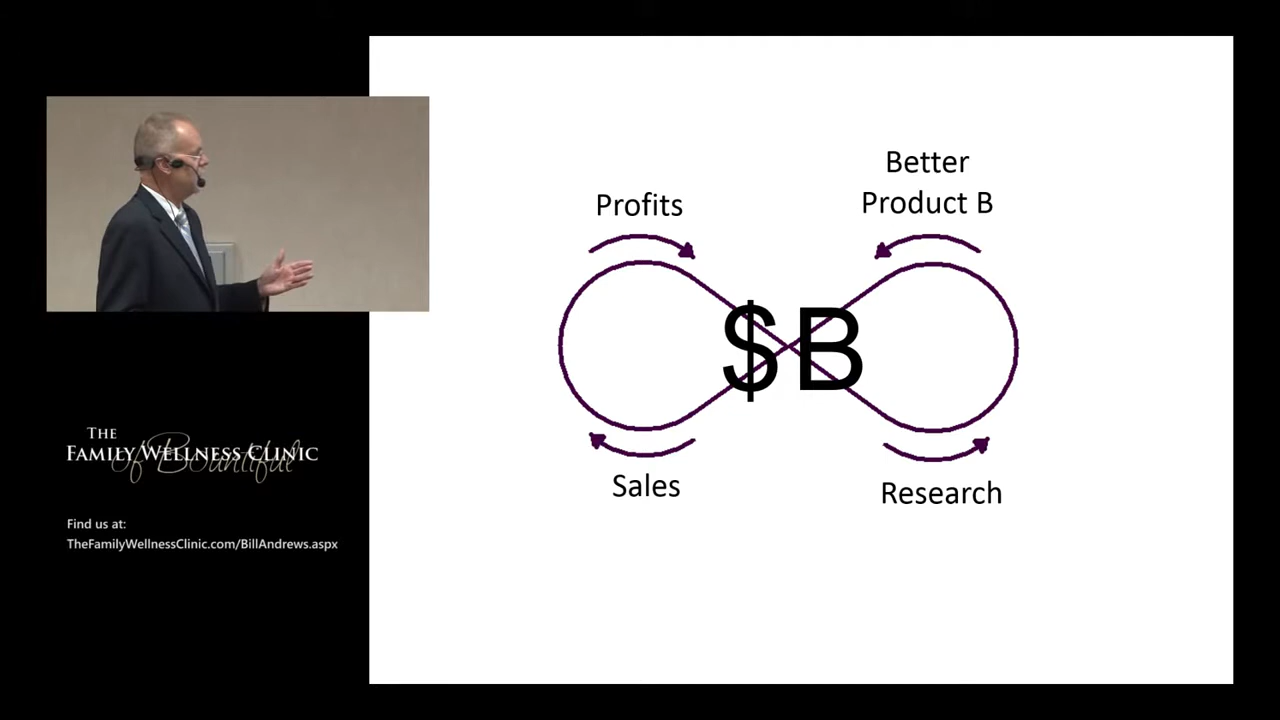 Profits
Better
Product B
$B
Sales
Research
THE
FAMILY WELLNESS CLINIC
of Bountiful
Find us at:
TheFamilyWellnessClinic.com/BillAndrews.aspx